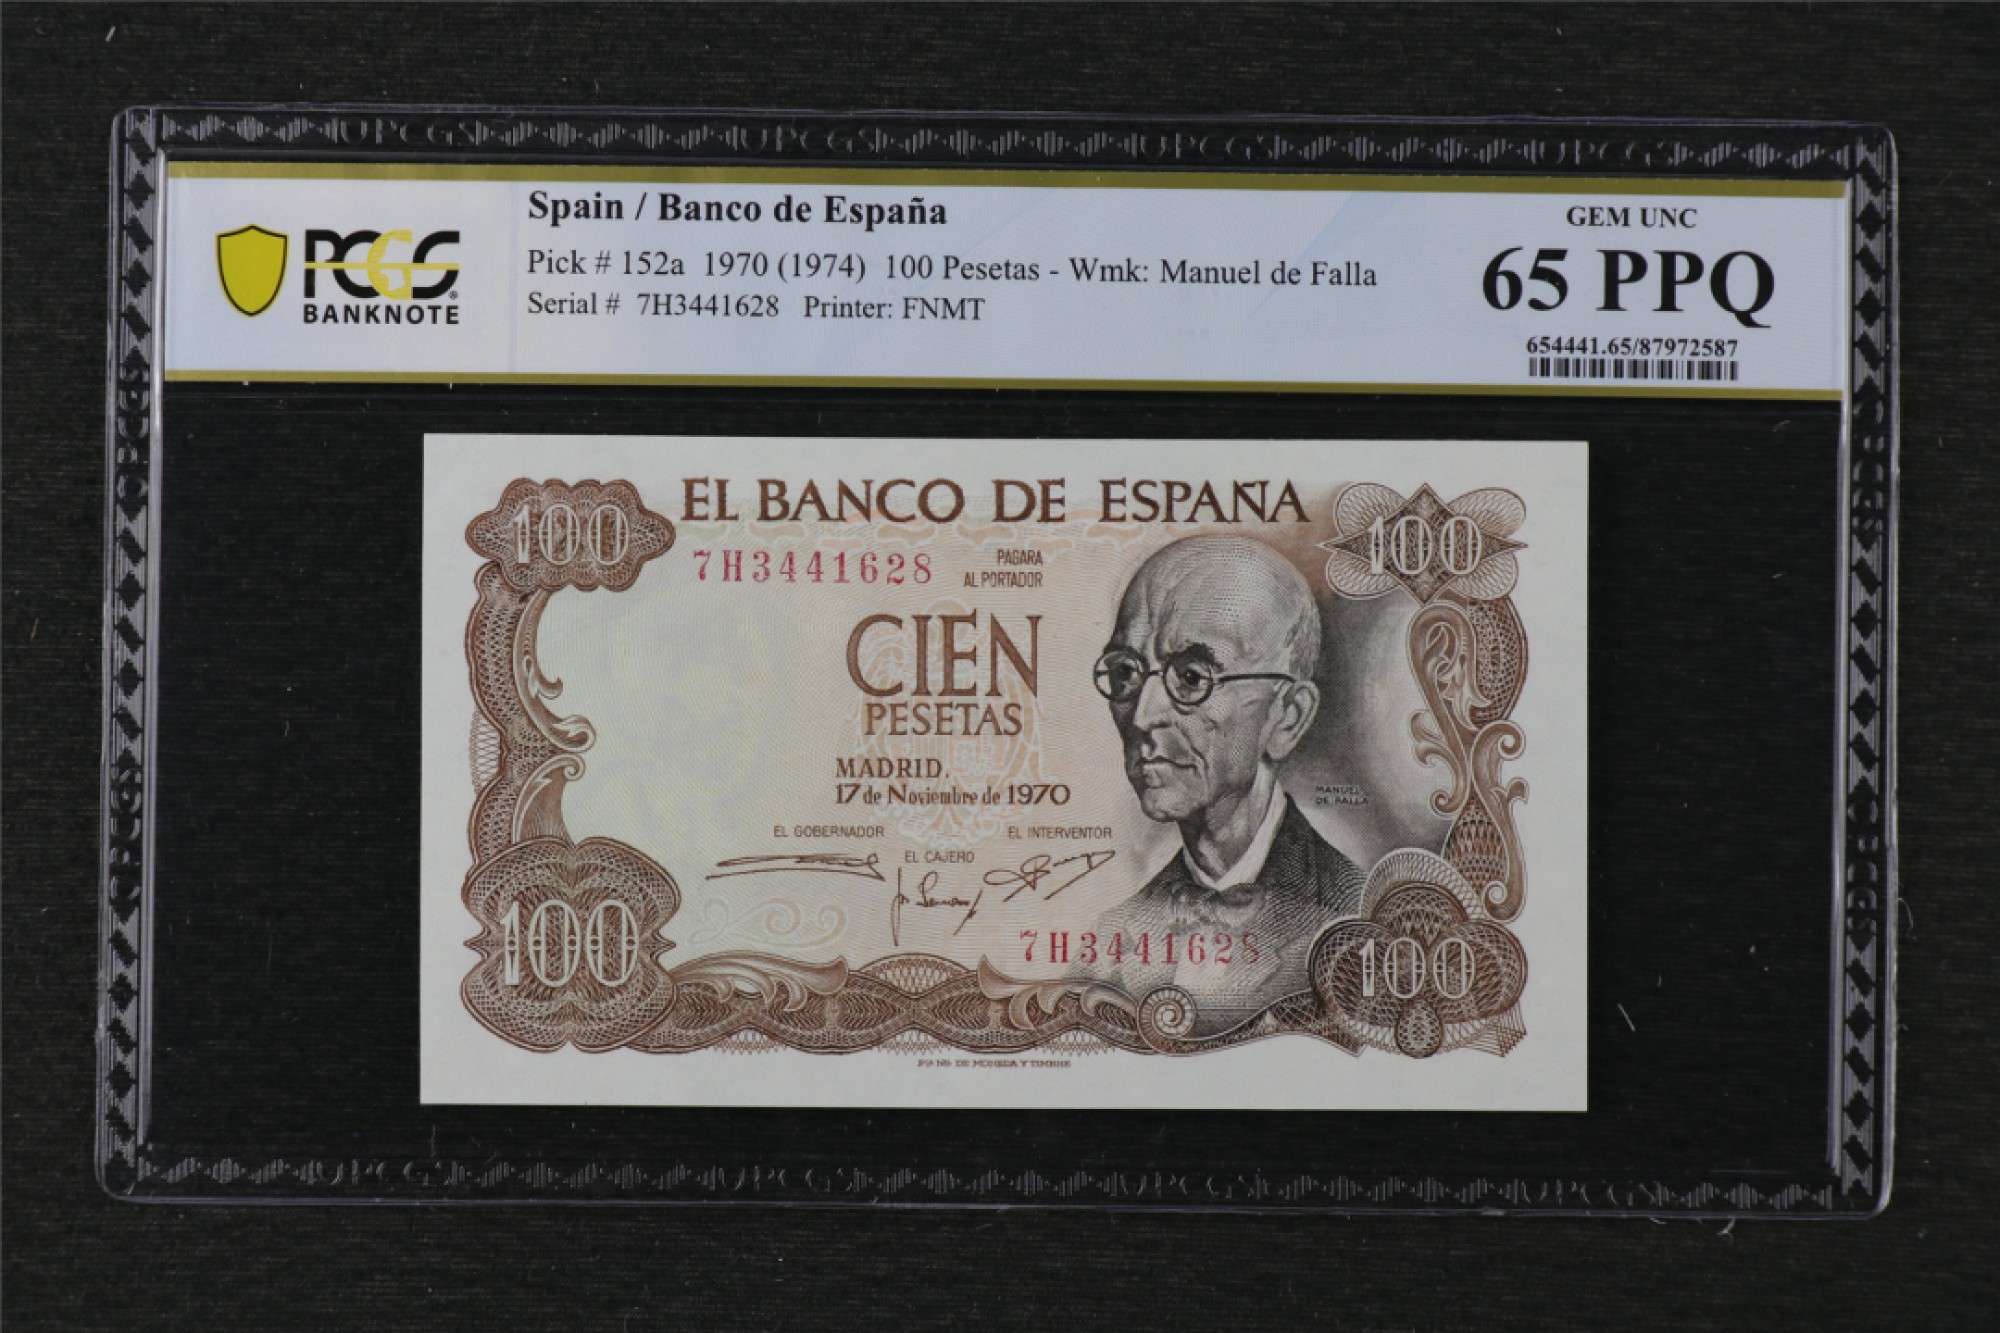 PCGS
BANKNOTE
Spain / Banco de España
Pick # 152a 1970 (1974) 100 Pesetas - Wmk: Manuel de Falla
Serial # 7H3441628 Printer: FNMT
GEM UNC
65 PPQ
654441.65/87972587
EL BANCO DE ESPAÑA
100
100
7H3441628
PAGARA
AL PORTADOR
CIEN
PESETAS
MADRID.
17 de Noviembre de 1970
MANUEL
DE FALLA
EL GOBERNADOR
EL INTERVENTOR
EL CAJERO
100
7H3441628
100